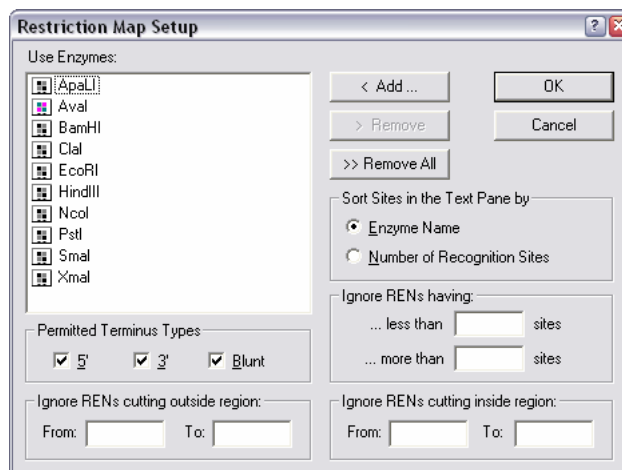 Restriction Map Setup
Use Enzymes:
ApaLI
AvaI
BamHI
ClaI
EcoRI
HindIII
NcoI
PstI
SmaI
XmaI
< Add ...
> Remove
>> Remove All
OK
Cancel
Sort Sites in the Text Pane by
Enzyme Name
Number of Recognition Sites
Ignore RENs having:
... less than sites
... more than sites
Permitted Terminus Types
5' 3' Blunt
Ignore RENs cutting outside region:
From: To:
Ignore RENs cutting inside region:
From: To: